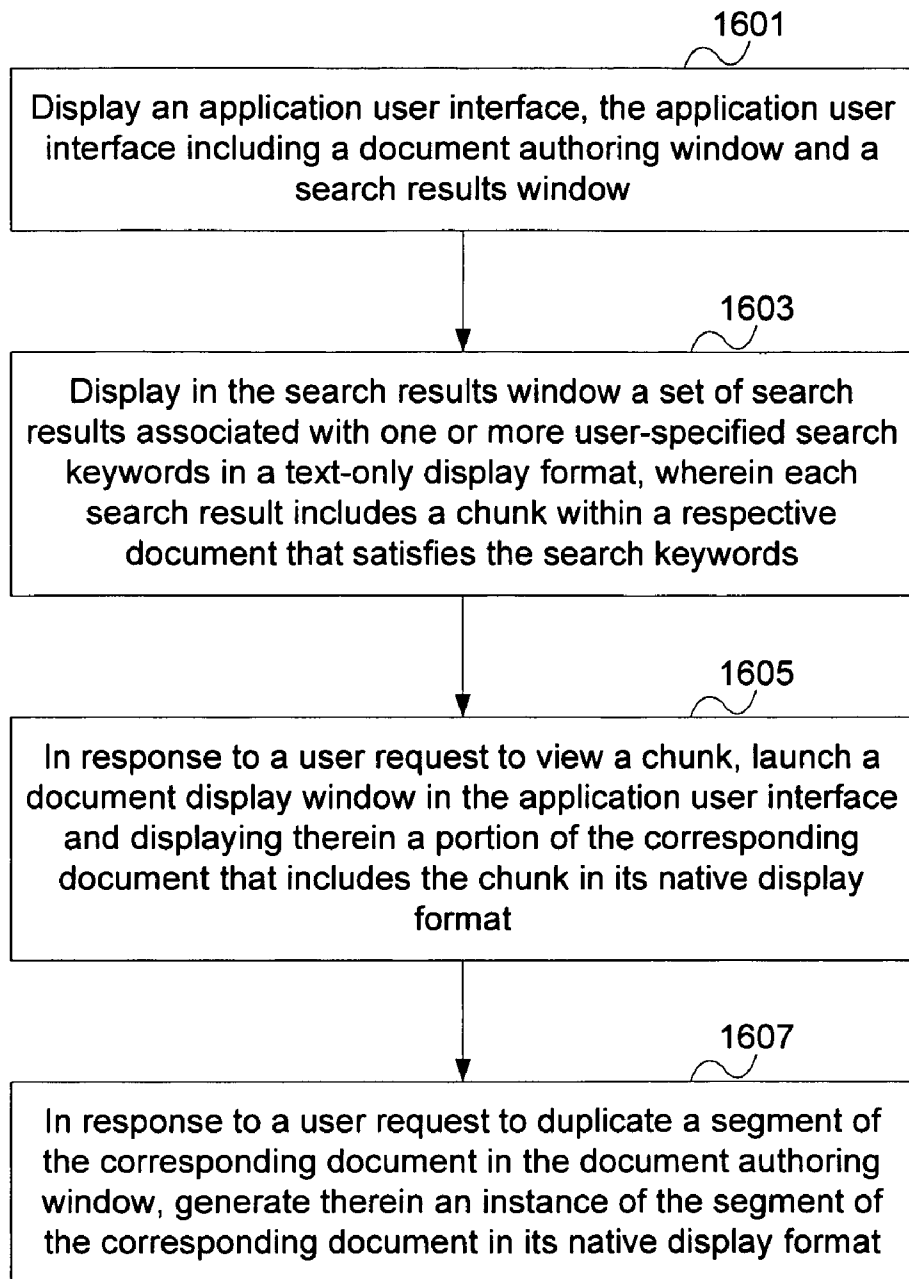 1601
Display an application user interface, the application user
interface including a document authoring window and a
search results window
1603
Display in the search results window a set of search
results associated with one or more user-specified search
keywords in a text-only display format, wherein each
search result includes a chunk within a respective
document that satisfies the search keywords
1605
In response to a user request to view a chunk, launch a
document display window in the application user interface
and displaying therein a portion of the corresponding
document that includes the chunk in its native display
format
1607
In response to a user request to duplicate a segment of
the corresponding document in the document authoring
window, generate therein an instance of the segment of
the corresponding document in its native display format